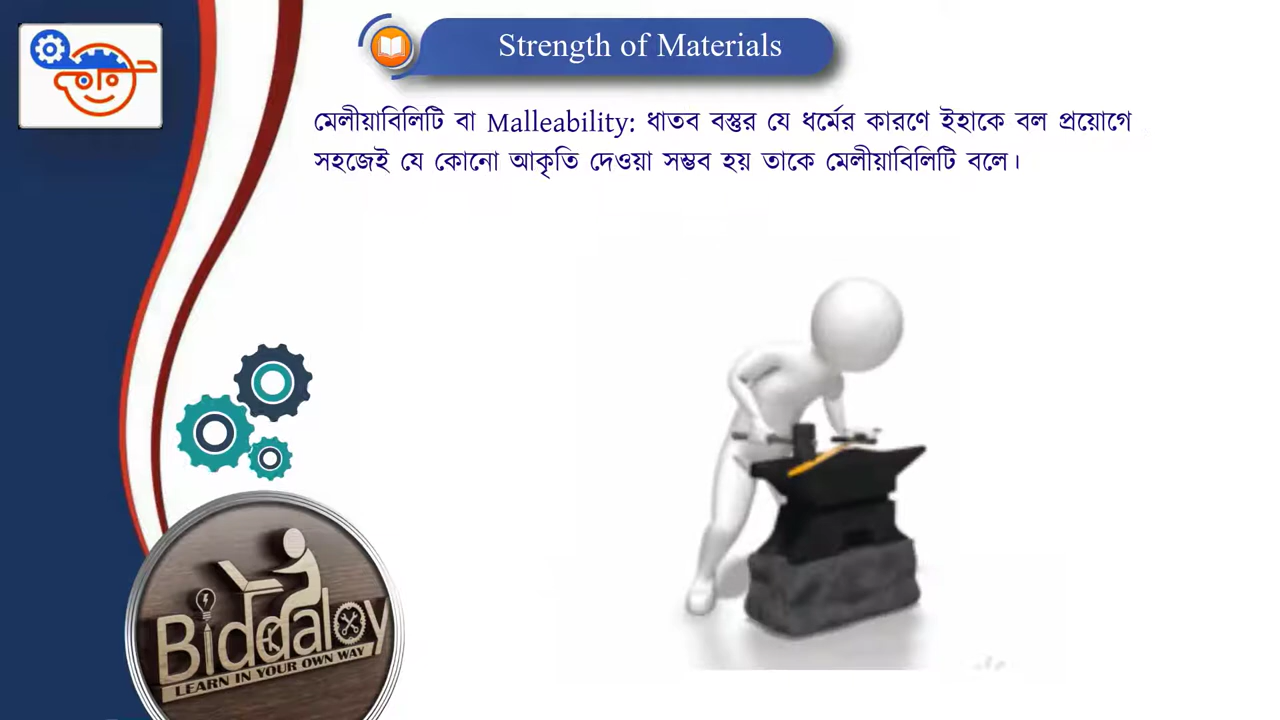 Strength of Materials
মেলীয়াবিলিটি বা Malleability: ধাতব বস্তুর যে ধর্মের কারণে ইহাকে বল প্রয়োগে
সহজেই যে কোনো আকৃতি দেওয়া সম্ভব হয় তাকে মেলীয়াবিলিটি বলে।
Biddaloy
LEARN IN YOUR OWN WAY